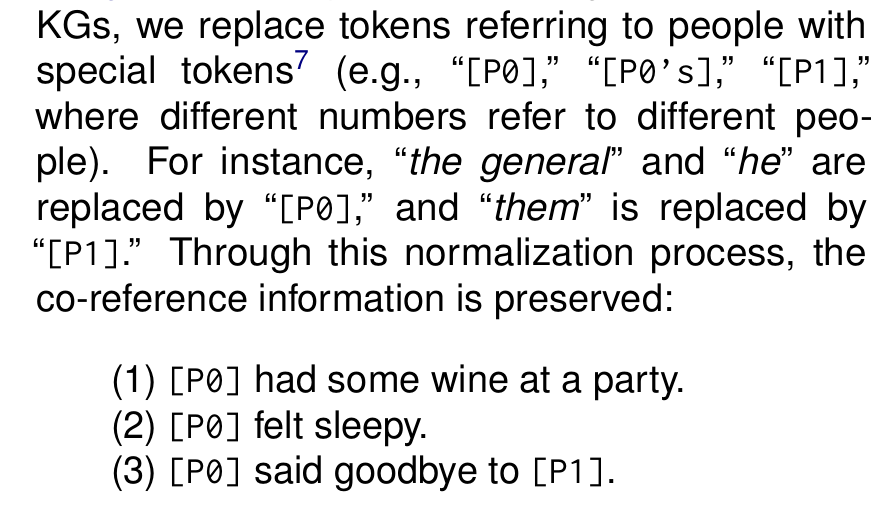 KGs, we replace tokens referring to people with
special tokens7 (e.g., “[P0],” “[P0’s],” “[P1],”
where different numbers refer to different peo-
ple). For instance, “the general” and “he” are
replaced by “[P0],” and “them” is replaced by
“[P1].” Through this normalization process, the
co-reference information is preserved:
(1) [P0] had some wine at a party.
(2) [P0] felt sleepy.
(3) [P0] said goodbye to [P1].